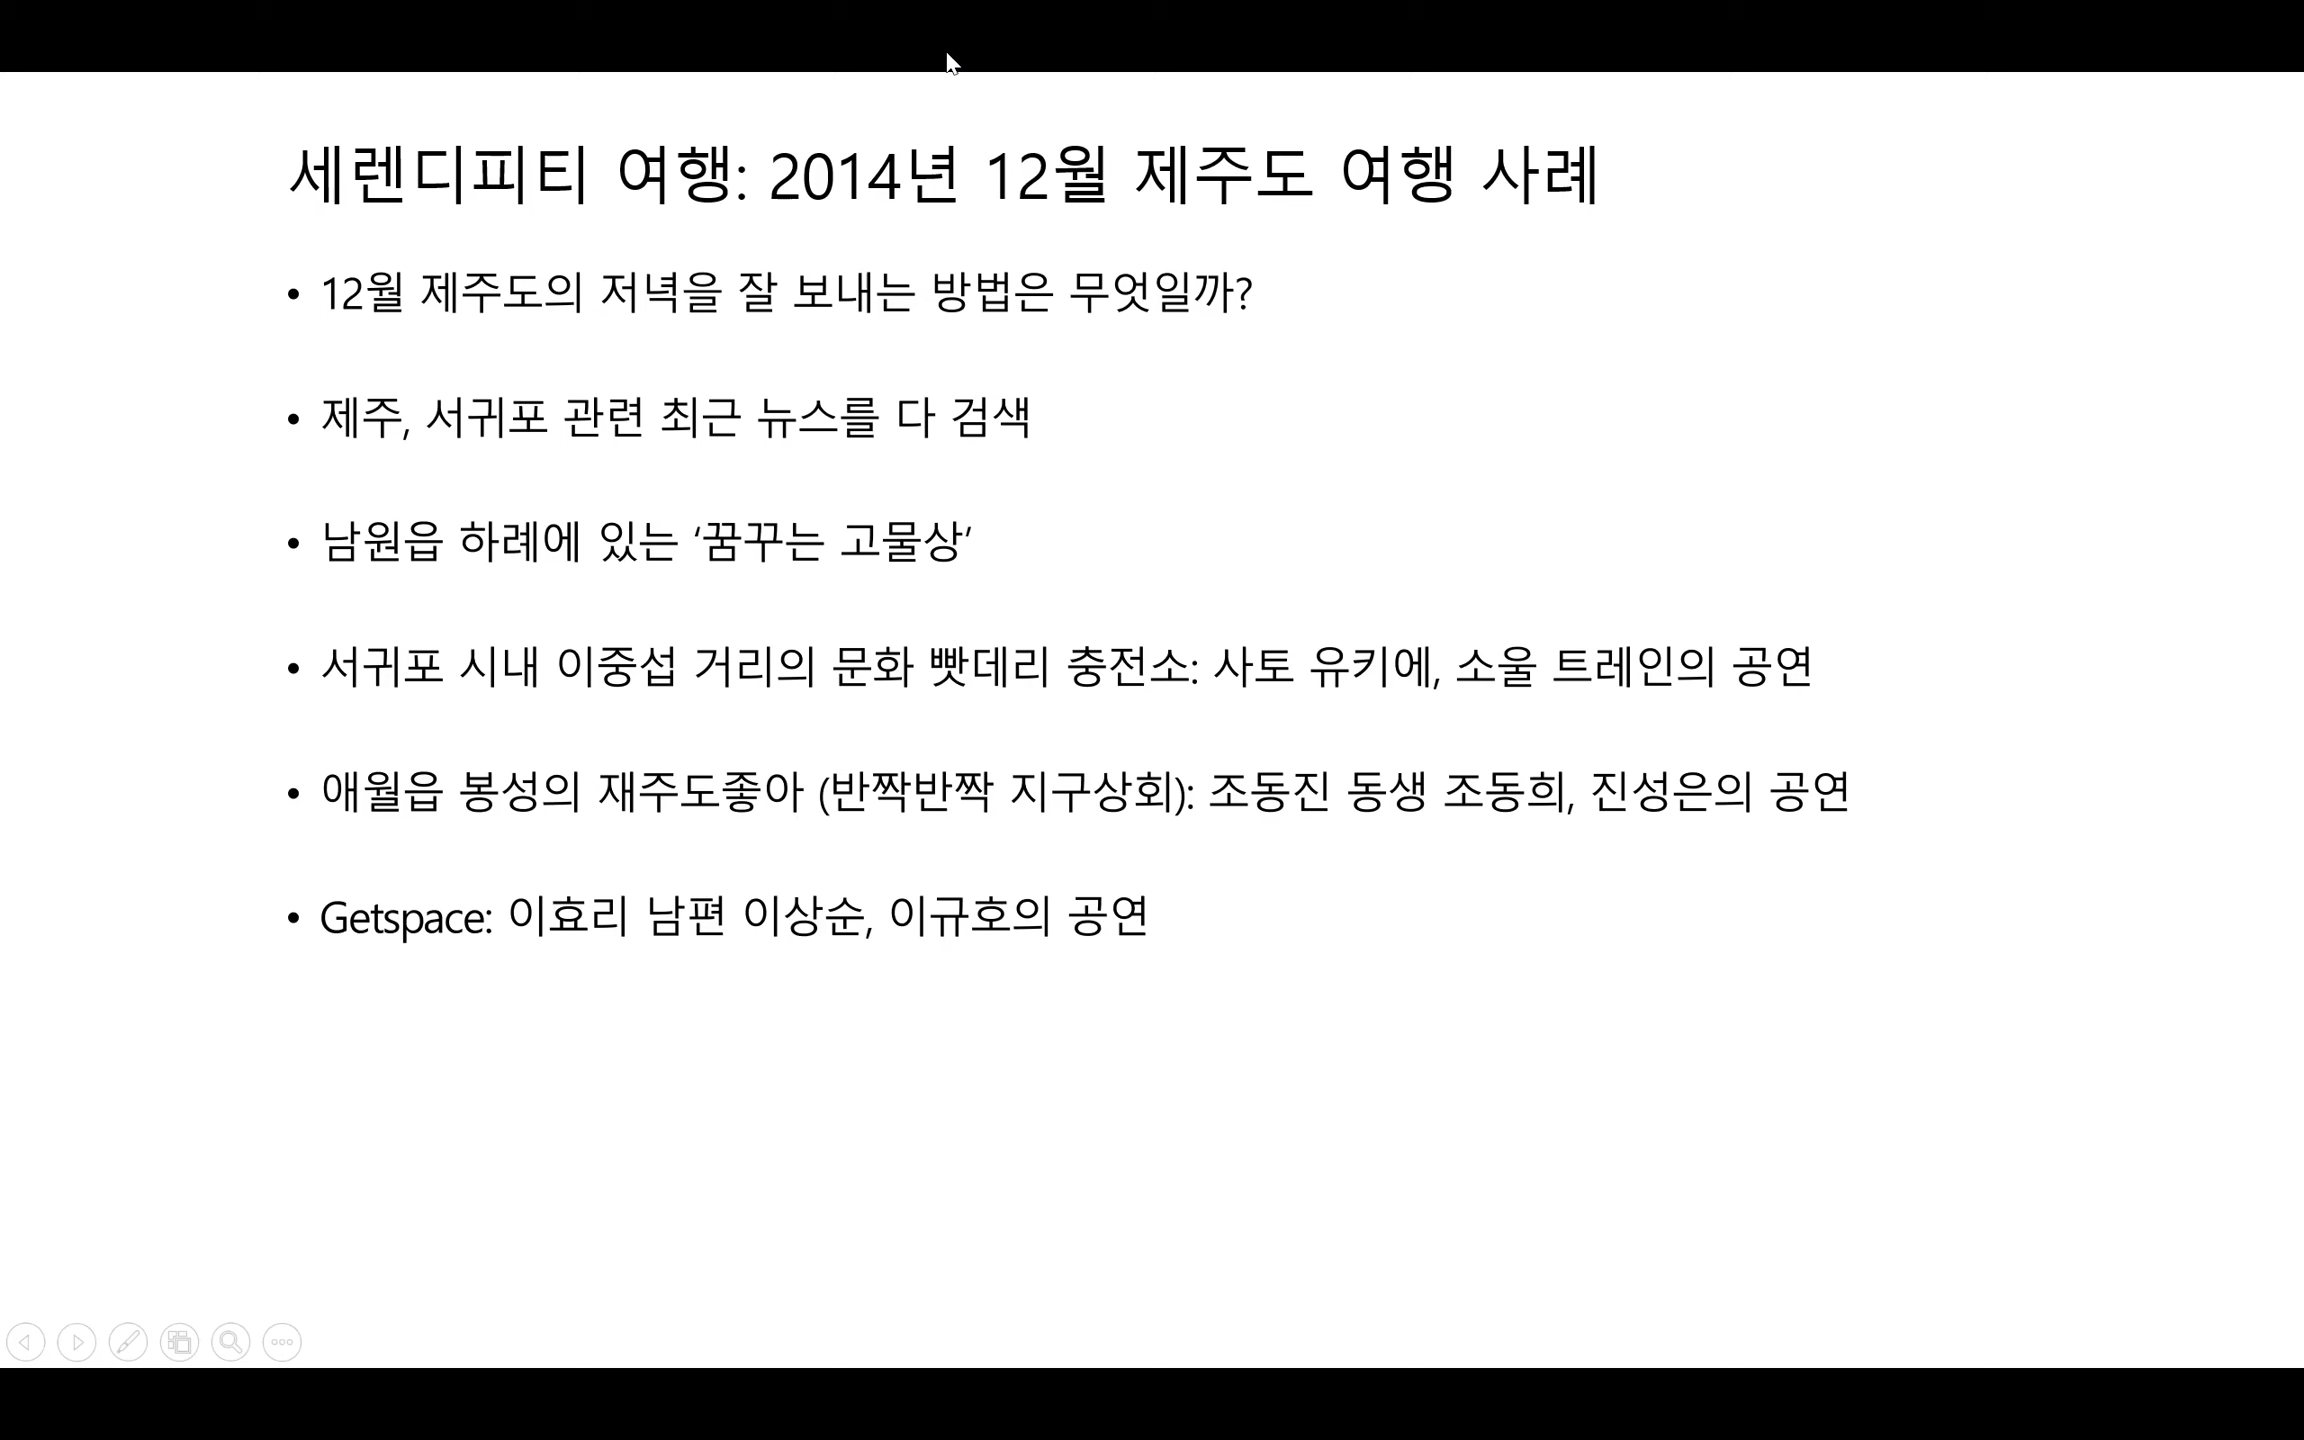 세렌디피티 여행: 2014년 12월 제주도 여행 사례
• 12월 제주도의 저녁을 잘 보내는 방법은 무엇일까?
• 제주, 서귀포 관련 최근 뉴스를 다 검색
• 남원읍 하례에 있는 ‘꿈꾸는 고물상’
• 서귀포 시내 이중섭 거리의 문화 빳데리 충전소: 사토 유키에, 소울 트레인의 공연
• 애월읍 봉성의 재주도좋아 (반짝반짝 지구상회): 조동진 동생 조동희, 진성은의 공연
• Getspace: 이효리 남편 이상순, 이규호의 공연